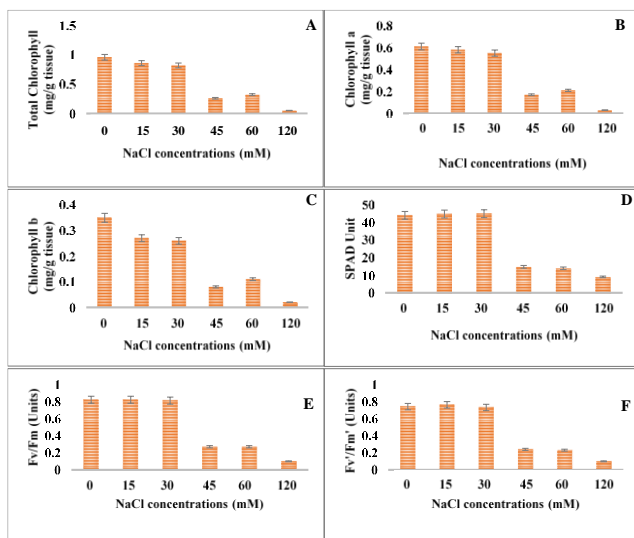 A
Total Chlorophyll
(mg/g tissue)
1.5
1
0.5
0
0 15 30 45 60 120
NaCl concentrations (mM)
B
Chlorophyll a
(mg/g tissue)
0.8
0.6
0.4
0.2
0
0 15 30 45 60 120
NaCl concentrations (mM)
C
Chlorophyll b
(mg/g tissue)
0.4
0.3
0.2
0.1
0
0 15 30 45 60 120
NaCl concentrations (mM)
D
SPAD Unit
50
40
30
20
10
0
0 15 30 45 60 120
NaCl concentrations (mM)
E
Fv/Fm (Units)
1
0.8
0.6
0.4
0.2
0
0 15 30 45 60 120
NaCl concentrations (mM)
F
Fv'/Fm' (Units)
1
0.8
0.6
0.4
0.2
0
0 15 30 45 60 120
NaCl concentrations (mM)